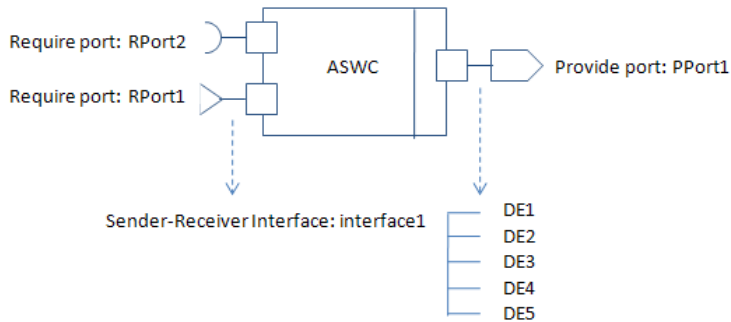 Require port: RPort2
Require port: RPort1
ASWC
Provide port: PPort1
Sender-Receiver Interface: interface1
DE1
DE2
DE3
DE4
DE5